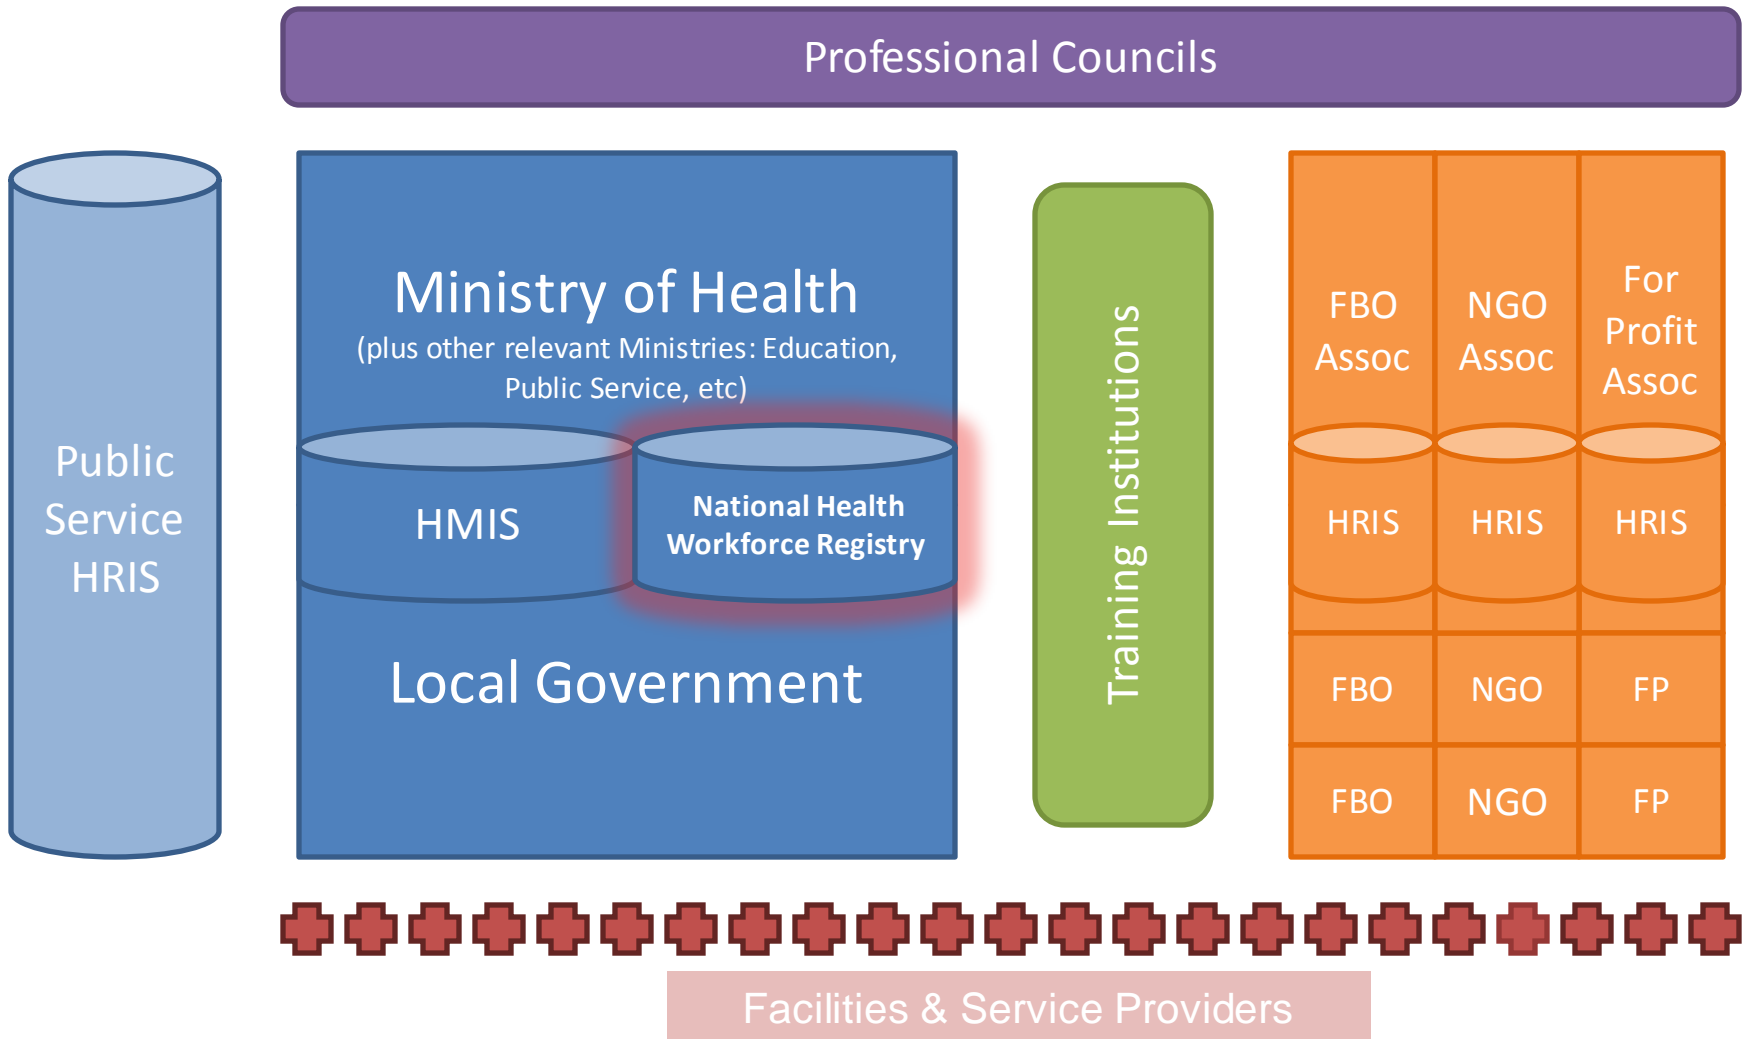 Professional Councils
Public
Service
HRIS
Ministry of Health
(plus other relevant Ministries: Education,
Public Service, etc)
HMIS
National Health
Workforce Registry
Local Government
Training Institutions
FBO
Assoc
NGO
Assoc
For
Profit
Assoc
HRIS
HRIS
HRIS
FBO
NGO
FP
FBO
NGO
FP
Facilities & Service Providers